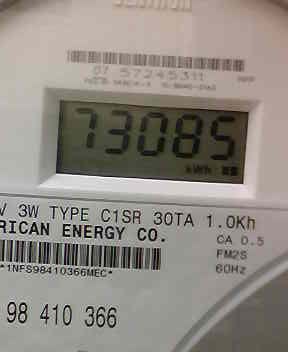 07 57245311
73085
kWh
V 3W TYPE C1SR 30TA 1.0Kh
RICAN ENERGY CO.
CA 0.5
FM2S
*1NFS98410366MEC*
60Hz
98 410 366